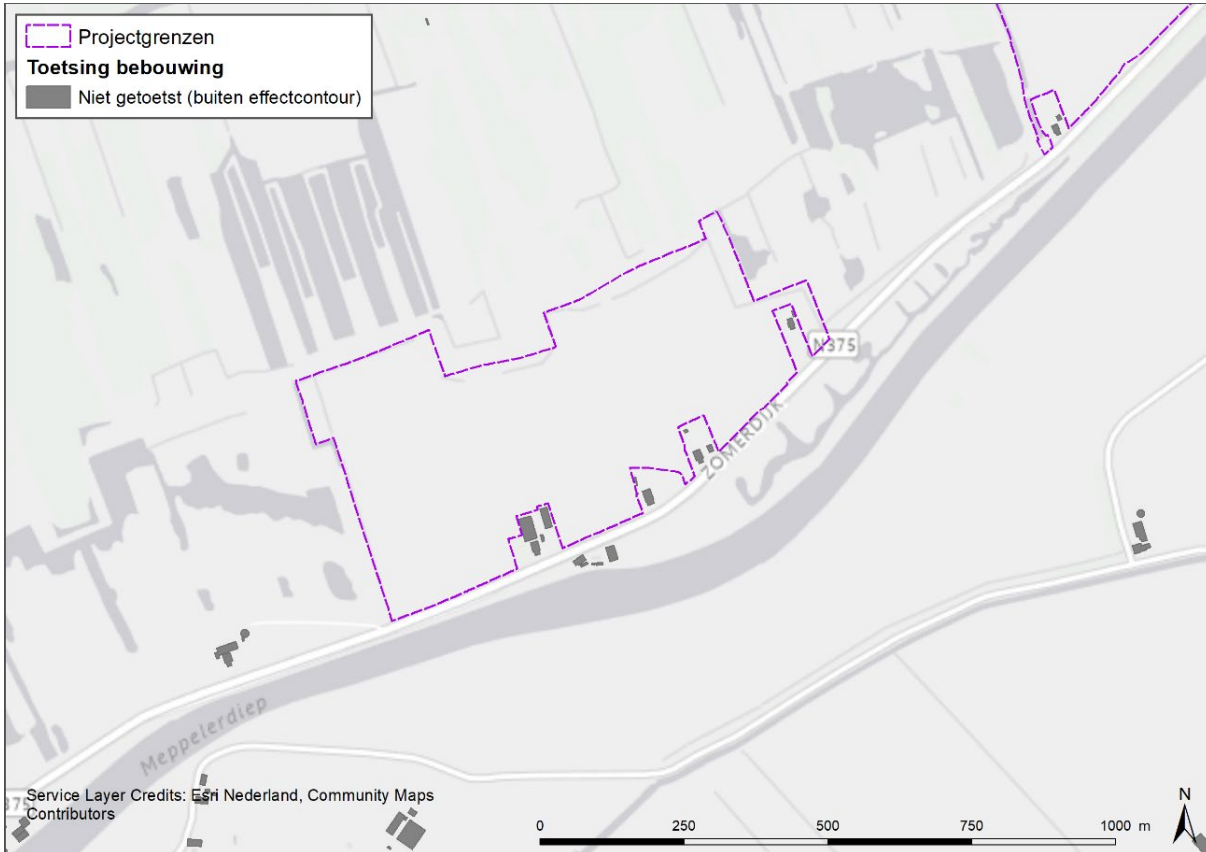 Projectgrenzen
Toetsing bebouwing
Niet getoetst (buiten effectcontour)
N375
ZOMERDIJK
Meppelerdiep
375
Service Layer Credits: Esri Nederland, Community Maps
Contributors
N
0 250 500 750 1000 m